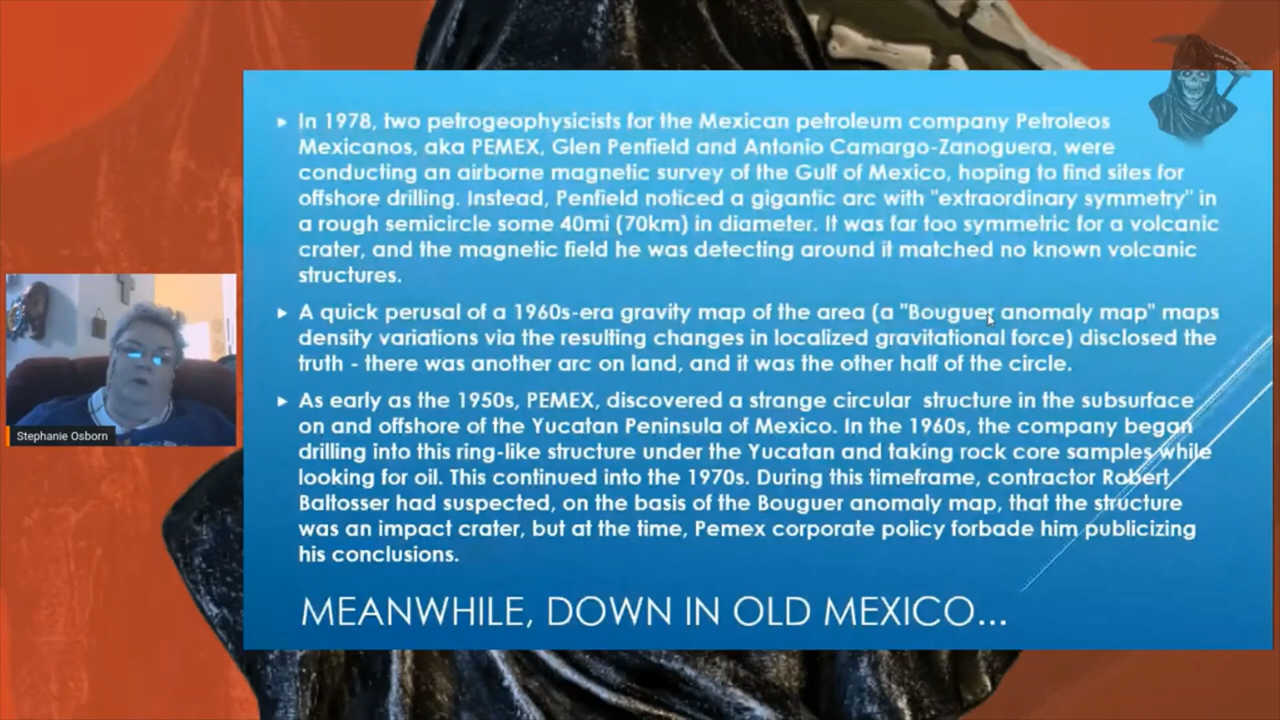 In 1978, two petrogeophysicists for the Mexican petroleum company Petroleos
Mexicanos, aka PEMEX, Glen Penfield and Antonio Camargo-Zanoguera, were
conducting an airborne magnetic survey of the Gulf of Mexico, hoping to find sites for
offshore drilling. Instead, Penfield noticed a gigantic arc with "extraordinary symmetry" in
a rough semicircle some 40mi (70km) in diameter. It was far too symmetric for a volcanic
crater, and the magnetic field he was detecting around it matched no known volcanic
structures.
A quick perusal of a 1960s-era gravity map of the area (a "Bouguer anomaly map" maps
density variations via the resulting changes in localized gravitational force) disclosed the
truth - there was another arc on land, and it was the other half of the circle.
As early as the 1950s, PEMEX, discovered a strange circular structure in the subsurface
on and offshore of the Yucatan Peninsula of Mexico. In the 1960s, the company began
drilling into this ring-like structure under the Yucatan and taking rock core samples while
looking for oil. This continued into the 1970s. During this timeframe, contractor Robert
Baltosser had suspected, on the basis of the Bouguer anomaly map, that the structure
was an impact crater, but at the time, Pemex corporate policy forbade him publicizing
his conclusions.
MEANWHILE, DOWN IN OLD MEXICO...
Stephanie Osborn